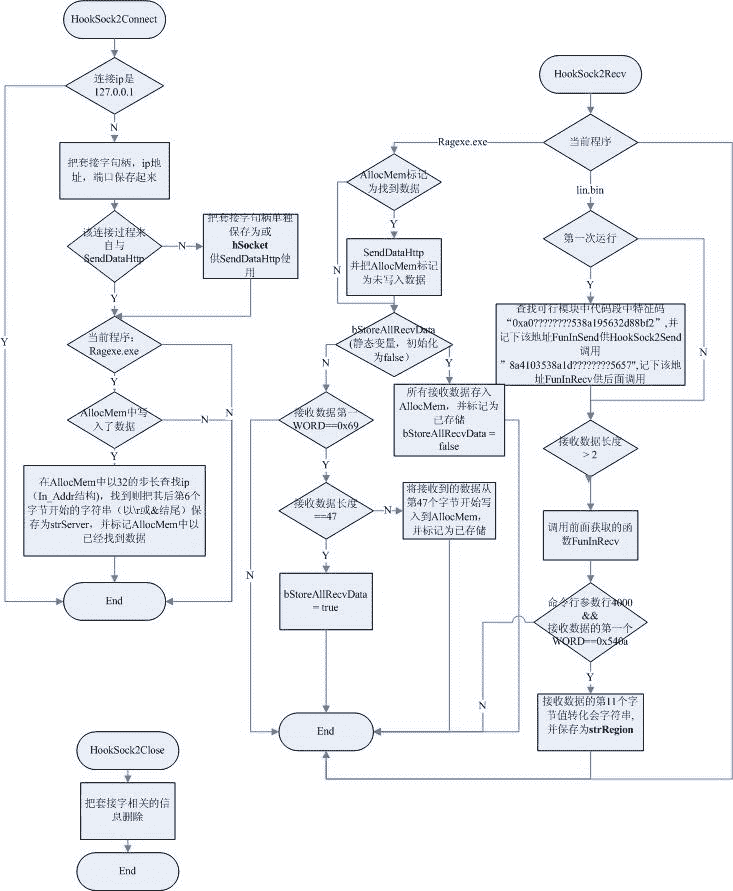 HookSock2Connect
连接ip是
127.0.0.1
Y
N
把套接字句柄，ip地
址，端口保存起来
该连接过程来
自与
SendDataHttp
N
把套接字句柄单独
保存为或
hSocket
供SendDataHttp使
用
Y
当前程序：
Ragexe.exe
Y
N
AllocMem中写
入了数据
N
Y
在AllocMem中以32的步长查找ip
（In_Addr结构），找到则把其后第6个
字节开始的字符串（以\r或&结尾）保
存为strServer，并标记AllocMem中以
已经找到数据
End
HookSock2Close
把套接字相关的信
息删除
End
HookSock2Recv
当前程序
Ragexe.exe
lin.bin
AllocMem标记
为找到数据
Y
N
SendDataHttp
并把AllocMem标记
为未写入数据
bStoreAllRecvData
(静态变量，初始化
为false）
N
Y
所有接收数据存入
AllocMem，并标记为
已存储
bStoreAllRecvData =
false
接收数据第一
WORD==0x69
Y
N
接收数据长度
==47
N
将接收到的数据从
第47个字节开始写
入到AllocMem，
并标记为已存储
Y
bStoreAllRecvData
= true
End
第一次运行
Y
N
查找可行模块中代码段中特征码
“0xa0????????538a195632d88bf2”,并
记下该地址FunInSend供HookSock2Send
调用
”8a4103538a1d????????5657",记下该地
址FunInRecv供后面调用
接收数据长度
> 2
调用前面获取的函
数FunInRecv
命令行参数行4000
&&
接收数据的第一个
WORD==0x540a
N
Y
接收数据的第11个字
节值转化会字符串,
并保存为strRegion